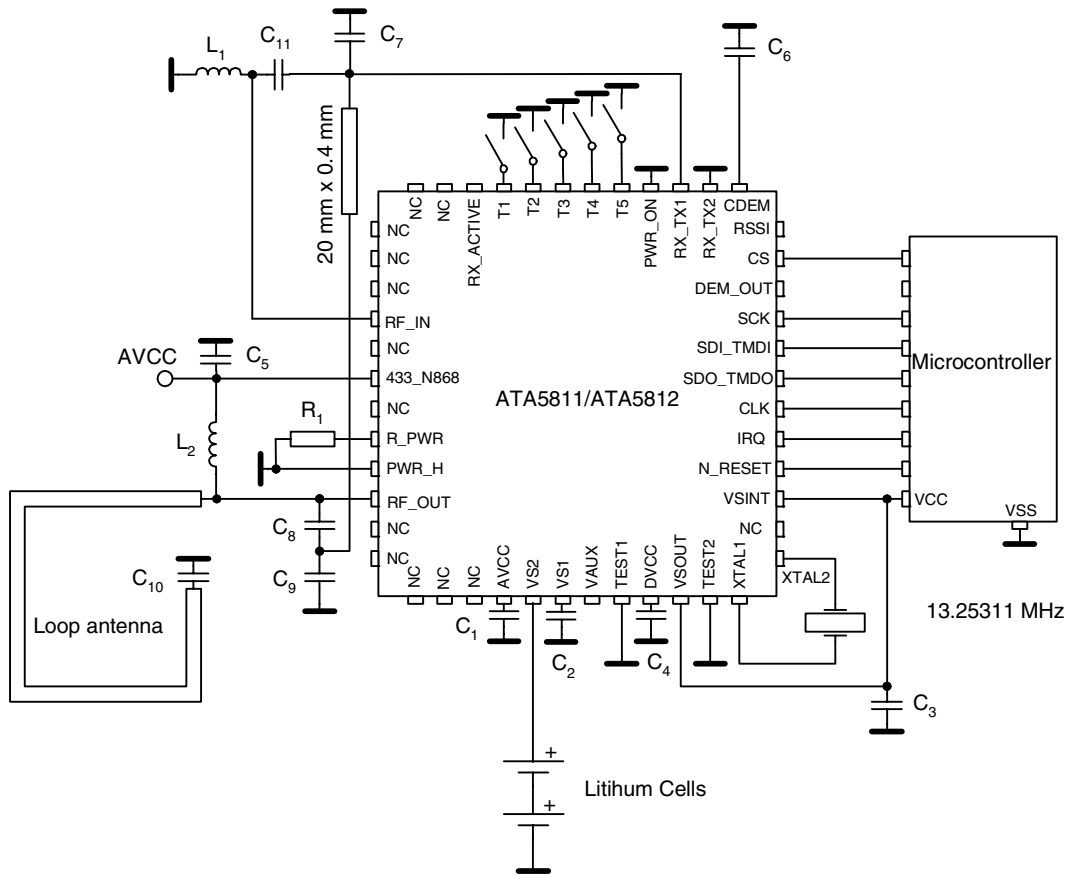 L1
C11
C7
C6
20 mm x 0.4 mm
NC
NC
RX_ACTIVE
T1
T2
T3
T4
T5
PWR_ON
RX_TX1
RX_TX2
CDEM
NC
NC
NC
RF_IN
NC
433_N868
NC
R_PWR
PWR_H
RF_OUT
NC
NC
RSSI
CS
DEM_OUT
SCK
SDI_TMDI
SDO_TMDO
CLK
IRQ
N_RESET
VSINT
NC
XTAL2
ATA5811/ATA5812
Microcontroller
VCC
VSS
AVCC
C5
L2
R1
C8
C9
C10
Loop antenna
NC
NC
NC
AVCC
VS2
VS1
VAUX
TEST1
DVCC
VSOUT
TEST2
XTAL1
C1
C2
C4
13.25311 MHz
C3
+
+
Litihum Cells